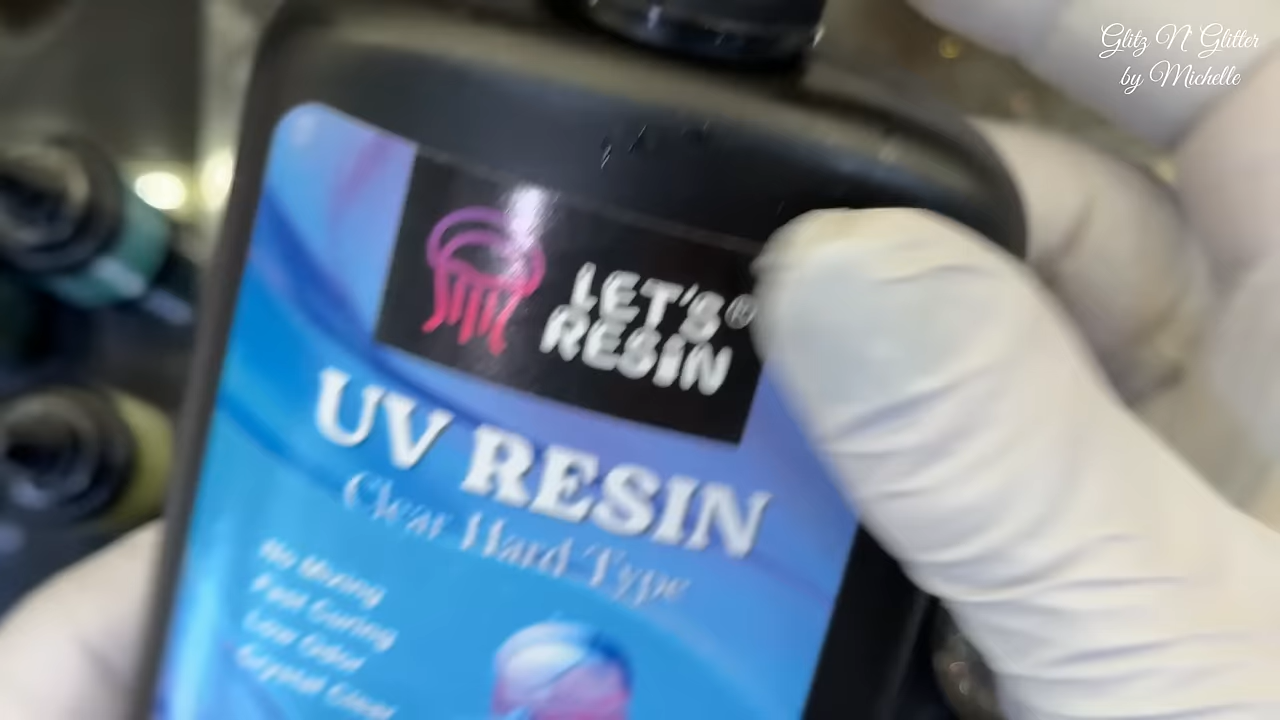 Glitz N Glitter
by Michelle
LET'S®
RESIN
UV RESIN
Clear Hard Type
No Mixing
Fast Curing
Low Odor
Crystal Clear